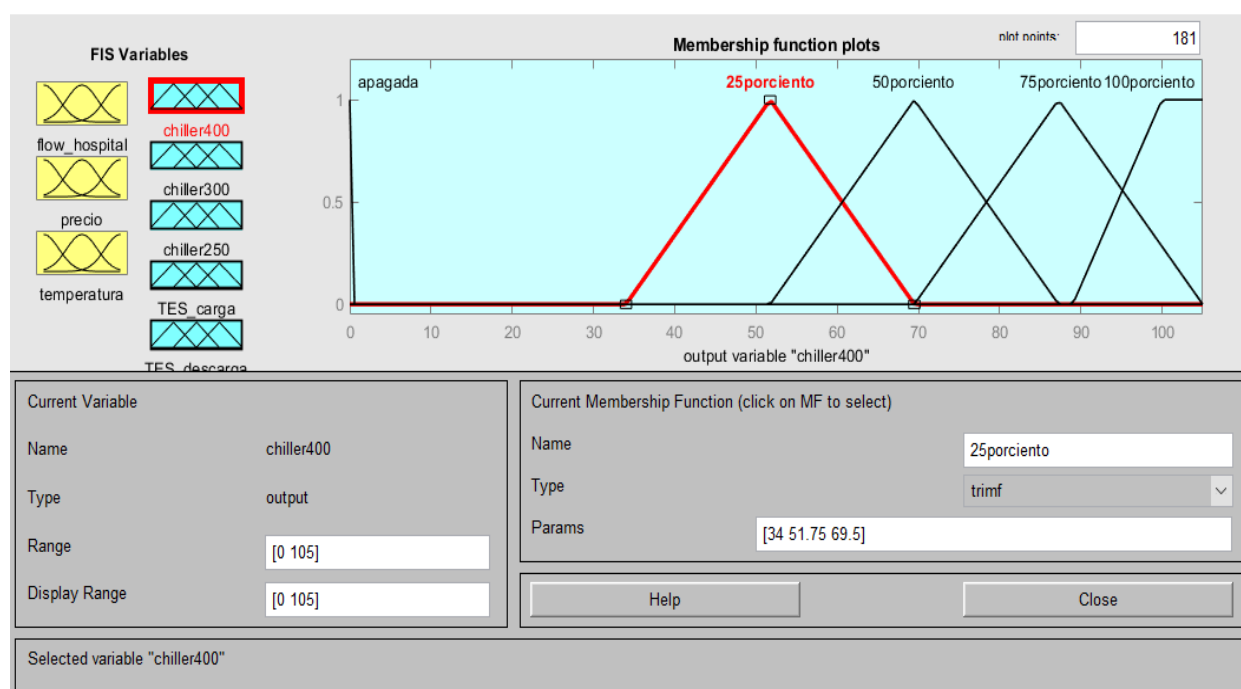 FIS Variables
flow_hospital
precio
temperatura
chiller400
chiller300
chiller250
TES_carga
TES_descarga
Membership function plots
plot points:
181
apagada
25porciento
50porciento
75porciento
100porciento
1
0.5
0
0 10 20 30 40 50 60 70 80 90 100
output variable "chiller400"
Current Variable
Name chiller400
Type output
Range [0 105]
Display Range [0 105]
Current Membership Function (click on MF to select)
Name 25porciento
Type trimf
Params [34 51.75 69.5]
Help
Close
Selected variable "chiller400"